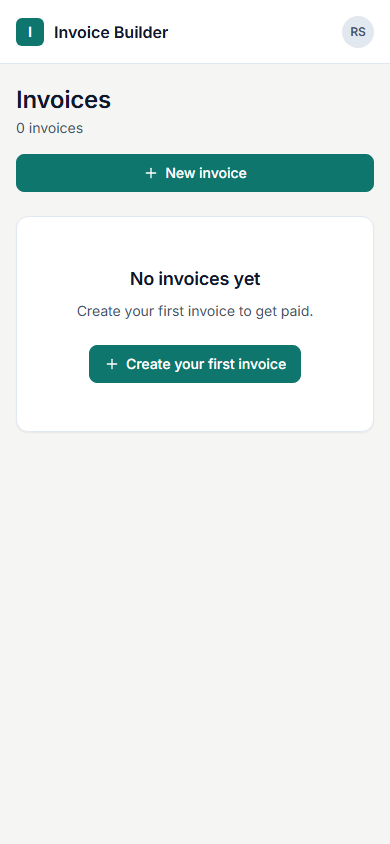 I Invoice Builder RS
Invoices
0 invoices
+ New invoice
No invoices yet
Create your first invoice to get paid.
+ Create your first invoice